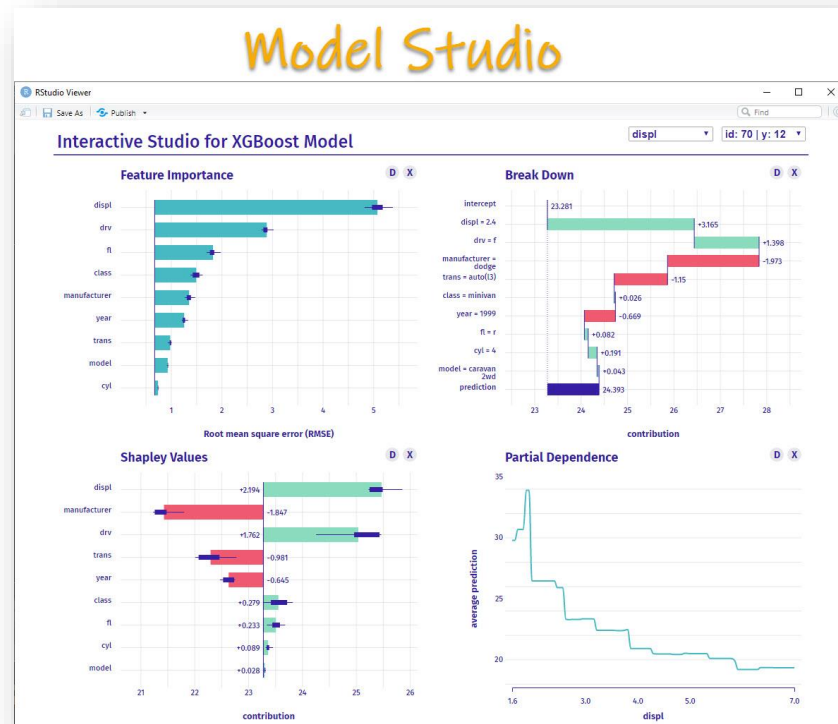 Model Studio
RStudio Viewer
Save As Publish Find
Interactive Studio for XGBoost Model
displ id: 70 | y: 12
Feature Importance D X
displ
drv
fl
class
manufacturer
year
trans
model
cyl
1 2 3 4 5
Root mean square error (RMSE)
Break Down D X
intercept 23.281
displ = 2.4 +3.165
drv = f +1.398
manufacturer = -1.973
dodge
trans = auto(l3) -1.15
class = minivan +0.026
year = 1999 -0.669
fl = r +0.082
cyl = 4 +0.191
model = caravan +0.043
2wd
prediction 24.393
23 24 25 26 27 28
contribution
Shapley Values D X
displ +2.194
manufacturer -1.847
drv +1.762
trans -0.981
year -0.645
class +0.279
fl +0.233
cyl +0.089
model +0.028
21 22 23 24 25 26
contribution
Partial Dependence D X
35
30
25
20
average prediction
1.6 3.0 4.0 5.0 7.0
displ